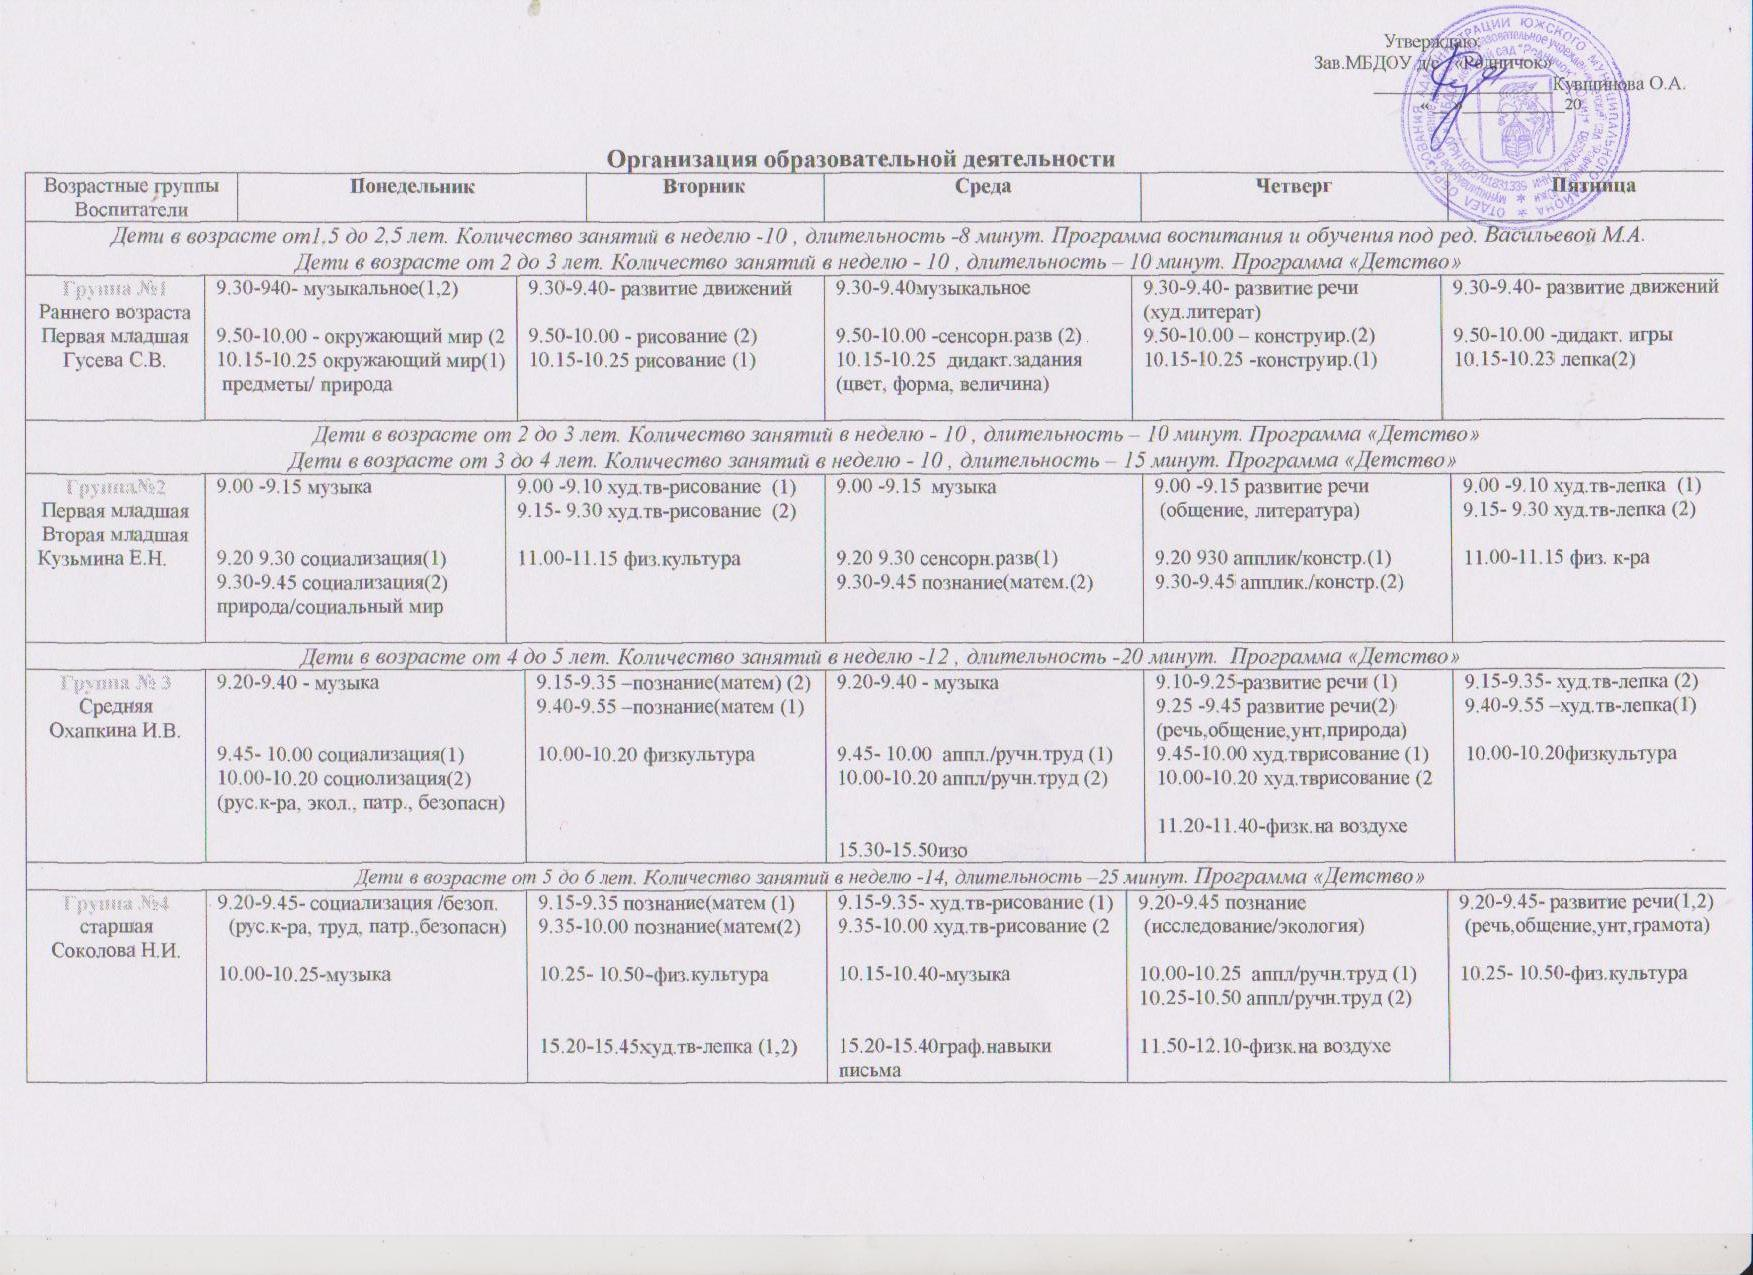 Утверждаю:
Зав.МБДОУ д/с «Родничок»
Кувшинова О.А.
« » 20
Организация образовательной деятельности
Возрастные группы
Воспитатели
Понедельник
Вторник
Среда
Четверг
Пятница
Дети в возрасте от1,5 до 2,5 лет. Количество занятий в неделю -10 , длительность -8 минут. Программа воспитания и обучения под ред. Васильевой М.А.
Дети в возрасте от 2 до 3 лет. Количество занятий в неделю - 10 , длительность – 10 минут. Программа «Детство»
Группа №1
Раннего возраста
Первая младшая
Гусева С.В.
9.30-940- музыкальное(1,2)
9.50-10.00 - окружающий мир (2
10.15-10.25 окружающий мир(1)
предметы/ природа
9.30-9.40- развитие движений
9.50-10.00 - рисование (2)
10.15-10.25 рисование (1)
9.30-9.40музыкальное
9.50-10.00 -сенсорн.разв (2)
10.15-10.25 дидакт.задания
(цвет, форма, величина)
9.30-9.40- развитие речи
(худ.литерат)
9.50-10.00 – конструир.(2)
10.15-10.25 -конструир.(1)
9.30-9.40- развитие движений
9.50-10.00 -дидакт. игры
10.15-10.23 лепка(2)
Дети в возрасте от 2 до 3 лет. Количество занятий в неделю - 10 , длительность – 10 минут. Программа «Детство»
Дети в возрасте от 3 до 4 лет. Количество занятий в неделю - 10 , длительность – 15 минут. Программа «Детство»
Группа№2
Первая младшая
Вторая младшая
Кузьмина Е.Н.
9.00 -9.15 музыка
9.20 9.30 социализация(1)
9.30-9.45 социализация(2)
природа/социальный мир
9.00 -9.10 худ.тв-рисование (1)
9.15- 9.30 худ.тв-рисование (2)
11.00-11.15 физ.культура
9.00 -9.15 музыка
9.20 9.30 сенсорн.разв(1)
9.30-9.45 познание(матем.(2)
9.00 -9.15 развитие речи
(общение, литература)
9.20 930 апплик/констр.(1)
9.30-9.45 апплик./констр.(2)
9.00 -9.10 худ.тв-лепка (1)
9.15- 9.30 худ.тв-лепка (2)
11.00-11.15 физ. к-ра
Дети в возрасте от 4 до 5 лет. Количество занятий в неделю -12 , длительность -20 минут. Программа «Детство»
Группа № 3
Средняя
Охапкина И.В.
9.20-9.40 - музыка
9.45- 10.00 социализация(1)
10.00-10.20 социолизация(2)
(рус.к-ра, экол., патр., безопасн)
9.15-9.35 –познание(матем) (2)
9.40-9.55 –познание(матем (1)
10.00-10.20 физкультура
9.20-9.40 - музыка
9.45- 10.00 аппл./ручн.труд (1)
10.00-10.20 аппл/ручн.труд (2)
15.30-15.50изо
9.10-9.25-развитие речи (1)
9.25 -9.45 развитие речи(2)
(речь,общение,унт,природа)
9.45-10.00 худ.тврисование (1)
10.00-10.20 худ.тврисование (2
11.20-11.40-физк.на воздухе
9.15-9.35- худ.тв-лепка (2)
9.40-9.55 –худ.тв-лепка(1)
10.00-10.20физкультура
Дети в возрасте от 5 до 6 лет. Количество занятий в неделю -14, длительность –25 минут. Программа «Детство»
Группа №4
старшая
Соколова Н.И.
9.20-9.45- социализация /безоп.
(рус.к-ра, труд, патр.,безопасн)
10.00-10.25-музыка
9.15-9.35 познание(матем (1)
9.35-10.00 познание(матем(2)
10.25- 10.50-физ.культура
15.20-15.45худ.тв-лепка (1,2)
9.15-9.35- худ.тв-рисование (1)
9.35-10.00 худ.тв-рисование (2
10.15-10.40-музыка
15.20-15.40граф.навыки
письма
9.20-9.45 познание
(исследование/экология)
10.00-10.25 аппл/ручн.труд (1)
10.25-10.50 аппл/ручн.труд (2)
11.50-12.10-физк.на воздухе
9.20-9.45- развитие речи(1,2)
(речь,общение,унт,грамота)
10.25- 10.50-физ.культура